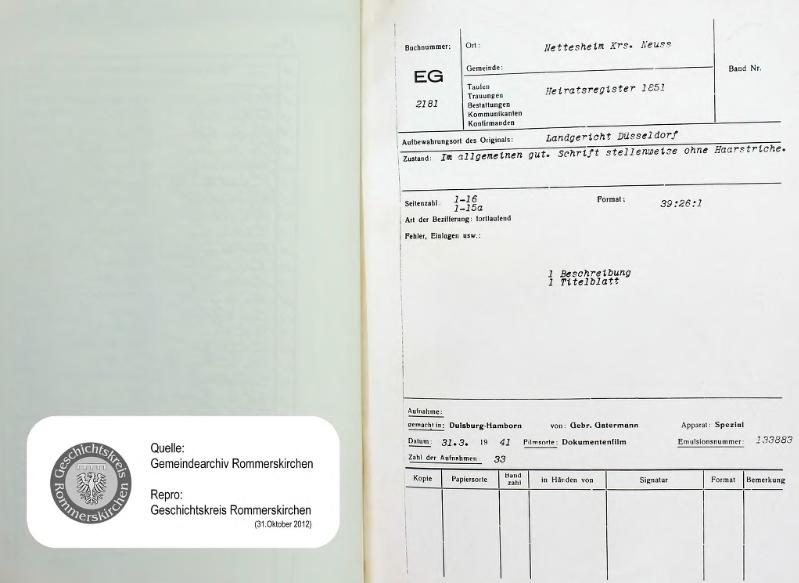 Buchnummer:
EG
2181
Ort: Nettesheim Krs. Neuss
Gemeinde:
Taufen
Trauungen
Bestattungen
Kommunikanten
Konfirmanden
Heiratsregister 1851
Band Nr.
Aufbewahrungsort des Originals: Landgericht Düsseldorf
Zustand: Im allgemeinen gut. Schrift stellenweise ohne Haarstriche.
Seitenzahl: 1-16
1-15a
Format: 39:26:1
Art der Bezifferung: fortlaufend
Fehler, Einlagen usw.:
1 Beschreibung
1 Titelblatt
Aufnahme:
gemacht in: Duisburg-Hamborn von: Gebr. Gatermann Apparat: Spezial
Datum: 31.3. 19 41 Filmsorte: Dokumentenfilm Emulsionsnummer: 133883
Zahl der Aufnahmen 33
Kopie Papiersorte Band zahl in Händen von Signatur Format Bemerkung
Geschichtskreis Rommerskirchen
Quelle:
Gemeindearchiv Rommerskirchen
Repro:
Geschichtskreis Rommerskirchen
(31.Oktober 2012)